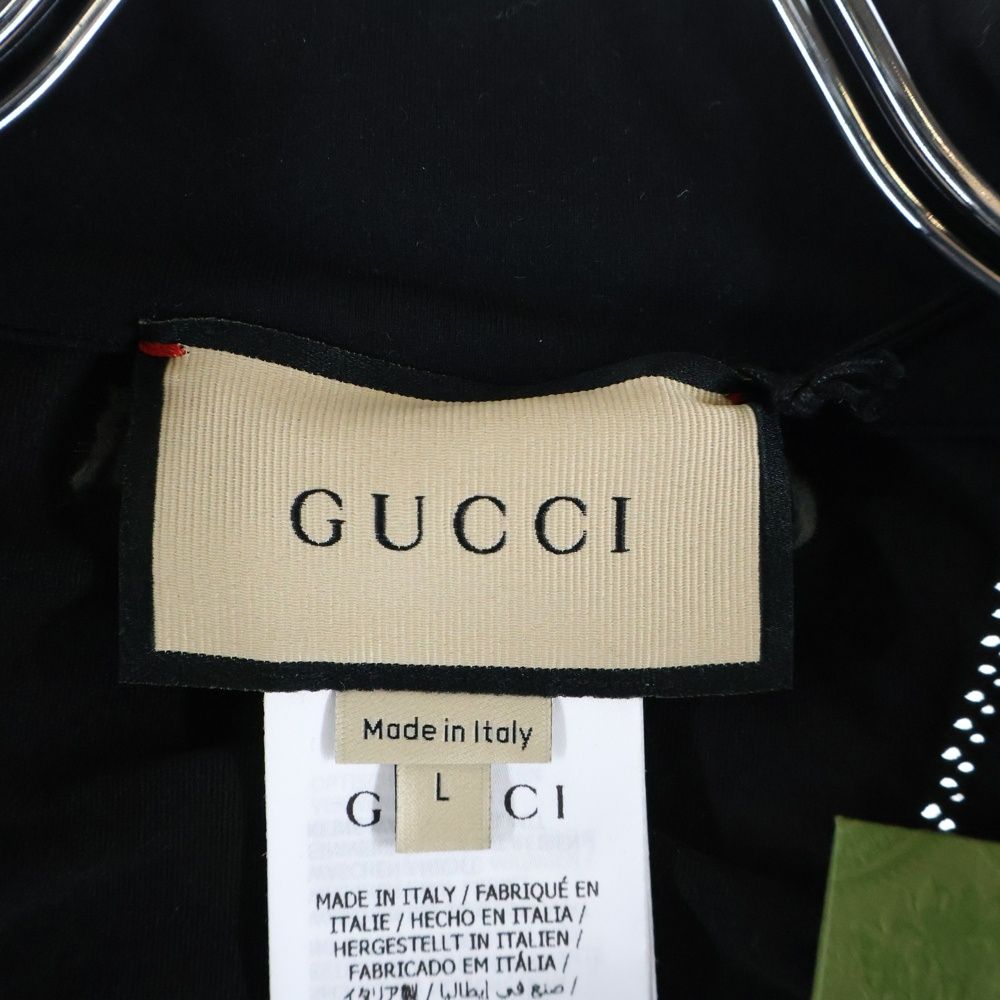 GUCCI
Made in Italy
L
G CI
MADE IN ITALY / FABRIQUÉ EN
ITALIE / HECHO EN ITALIA /
HERGESTELLT IN ITALIEN /
FABRICADO EM ITÁLIA /
イタリア製 / صنع في إيطاليا /